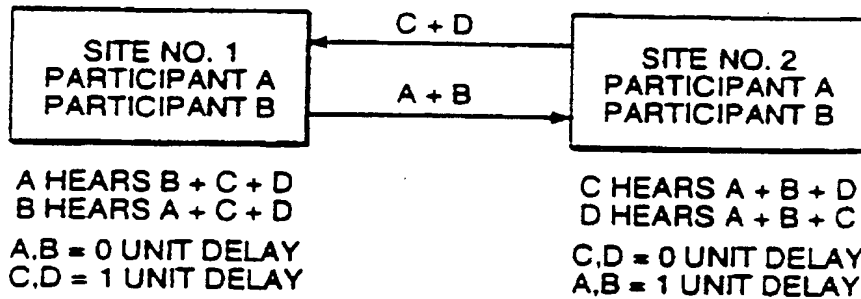 SITE NO. 1
PARTICIPANT A
PARTICIPANT B
C + D
A + B
SITE NO. 2
PARTICIPANT A
PARTICIPANT B
A HEARS B + C + D
B HEARS A + C + D
A,B = 0 UNIT DELAY
C,D = 1 UNIT DELAY
C HEARS A + B + D
D HEARS A + B + C
C,D = 0 UNIT DELAY
A,B = 1 UNIT DELAY